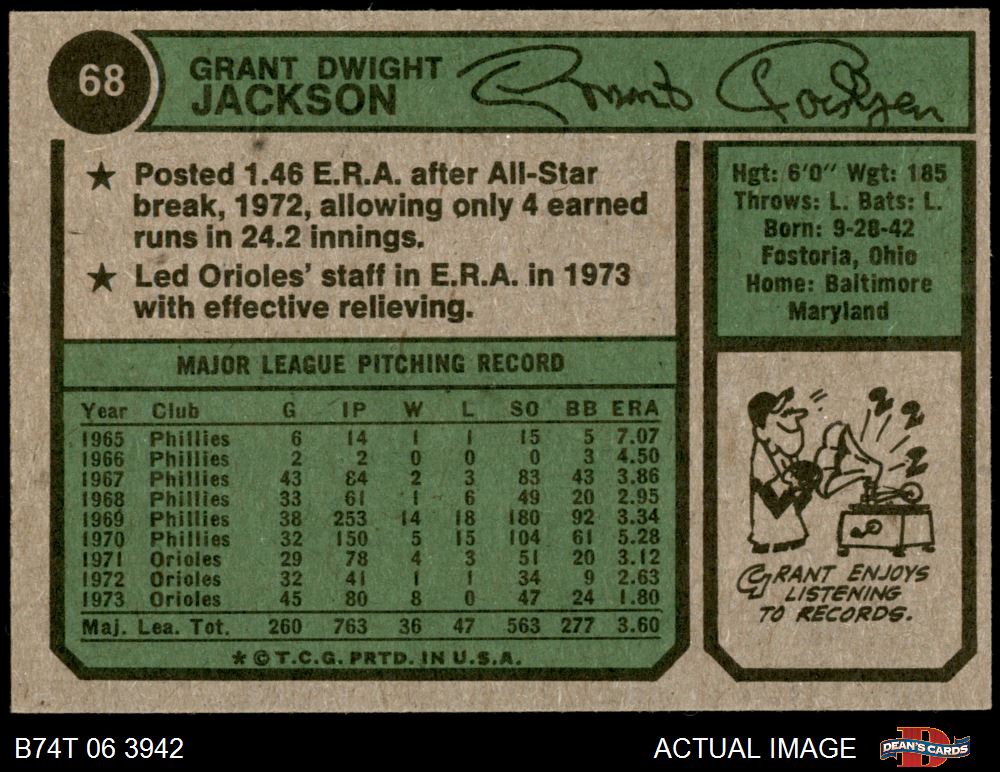 68
GRANT DWIGHT
JACKSON
Grant Jackson
★ Posted 1.46 E.R.A. after All-Star
break, 1972, allowing only 4 earned
runs in 24.2 innings.
★ Led Orioles' staff in E.R.A. in 1973
with effective relieving.
Hgt: 6'0" Wgt: 185
Throws: L. Bats: L.
Born: 9-28-42
Fostoria, Ohio
Home: Baltimore
Maryland
MAJOR LEAGUE PITCHING RECORD
Year Club G IP W L SO BB ERA
1965 Phillies 6 14 1 1 15 5 7.07
1966 Phillies 2 2 0 0 0 3 4.50
1967 Phillies 43 84 2 3 83 43 3.86
1968 Phillies 33 61 1 6 49 20 2.95
1969 Phillies 38 253 14 18 180 92 3.34
1970 Phillies 32 150 5 15 104 61 5.28
1971 Orioles 29 78 4 3 51 20 3.12
1972 Orioles 32 41 1 1 34 9 2.63
1973 Orioles 45 80 8 0 47 24 1.80
Maj. Lea. Tot. 260 763 36 47 563 277 3.60
★ © T.C.G. PRTD. IN U.S.A.
GRANT ENJOYS
LISTENING
TO RECORDS.
B74T 06 3942
ACTUAL IMAGE
D
DEAN'S CARDS